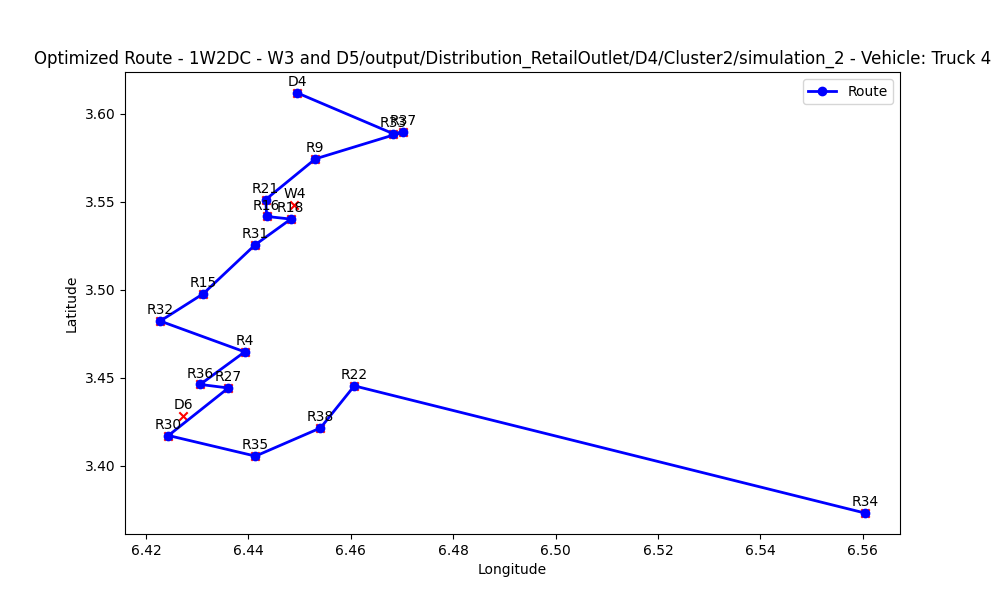 Optimized Route - 1W2DC - W3 and D5/output/Distribution_RetailOutlet/D4/Cluster2/simulation_2 - Vehicle: Truck 4
Route
D4
R33
R37
R9
R21
W4
R16
R18
R31
R15
R32
R4
R36
R27
R22
D6
R30
R38
R35
R34
3.60
3.55
3.50
3.45
3.40
Latitude
6.42 6.44 6.46 6.48 6.50 6.52 6.54 6.56
Longitude